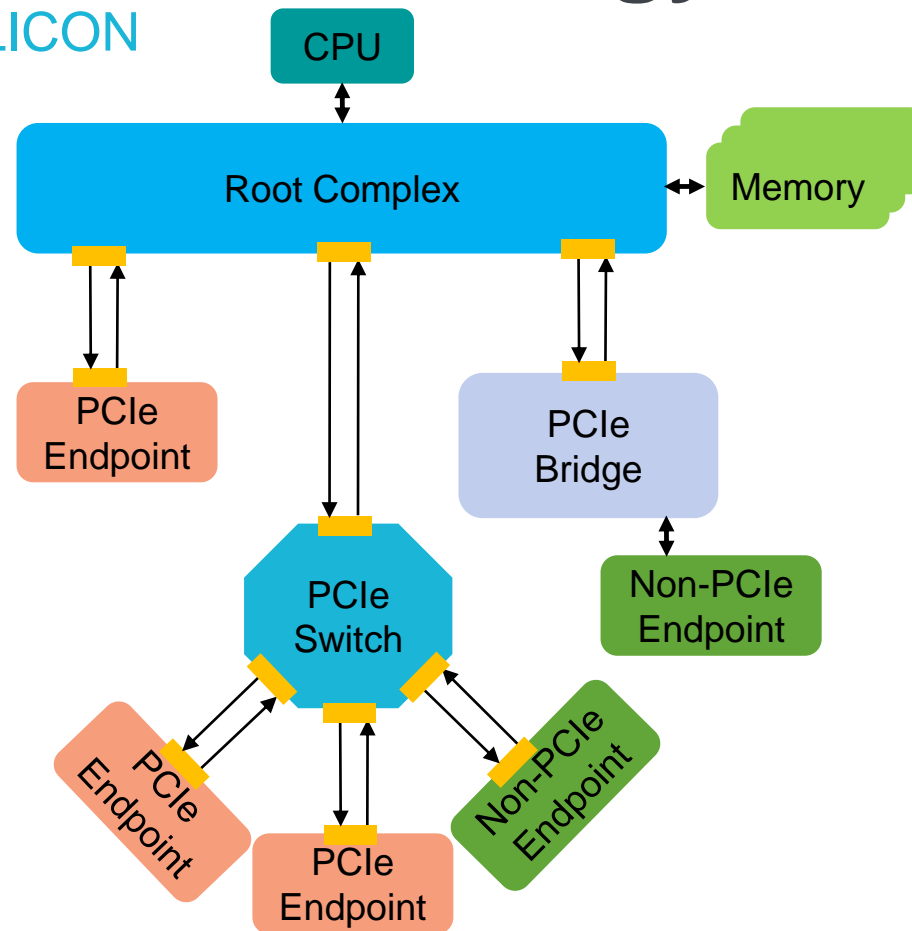 LICON
CPU
Root Complex
Memory
PCIe
Endpoint
PCIe
Bridge
PCIe
Switch
Non-PCIe
Endpoint
PCIe
Endpoint
PCIe
Endpoint
Non-PCIe
Endpoint